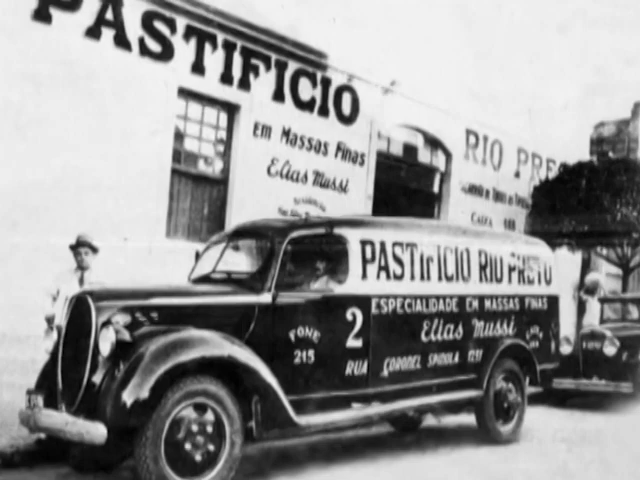 PASTIFICIO
Em Massas Finas
Elias Mussi
RIO PRE
PASTIFICIO RIO PRETO
ESPECIALIDADE EM MASSAS FINAS
Elias Mussi
FONE
215
2
RUA CORONEL SPINOLA